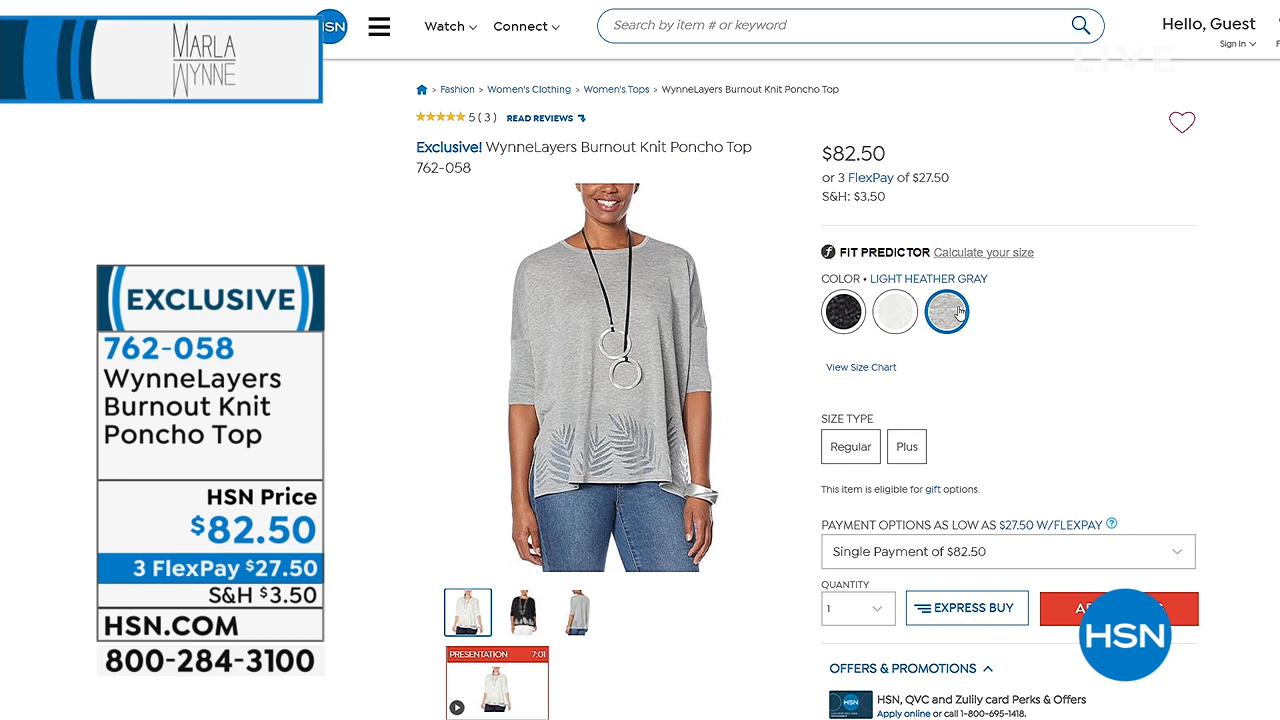 MARLA
WYNNE
HSN
Watch
Connect
Search by item # or keyword
Hello, Guest
Sign In
LIVE
Fashion > Women's Clothing > Women's Tops > WynneLayers Burnout Knit Poncho Top
5 ( 3 ) READ REVIEWS
Exclusive! WynneLayers Burnout Knit Poncho Top
762-058
$82.50
or 3 FlexPay of $27.50
S&H: $3.50
FIT PREDICTOR Calculate your size
COLOR • LIGHT HEATHER GRAY
View Size Chart
SIZE TYPE
Regular
Plus
This item is eligible for gift options.
PAYMENT OPTIONS AS LOW AS $27.50 W/FLEXPAY ?
Single Payment of $82.50
QUANTITY
1
EXPRESS BUY
HSN
OFFERS & PROMOTIONS
HSN
HSN, QVC and Zulily card Perks & Offers
Apply online or call 1-800-695-1418.
PRESENTATION 7:01
EXCLUSIVE
762-058
WynneLayers
Burnout Knit
Poncho Top
HSN Price
$82.50
3 FlexPay $27.50
S&H $3.50
HSN.COM
800-284-3100